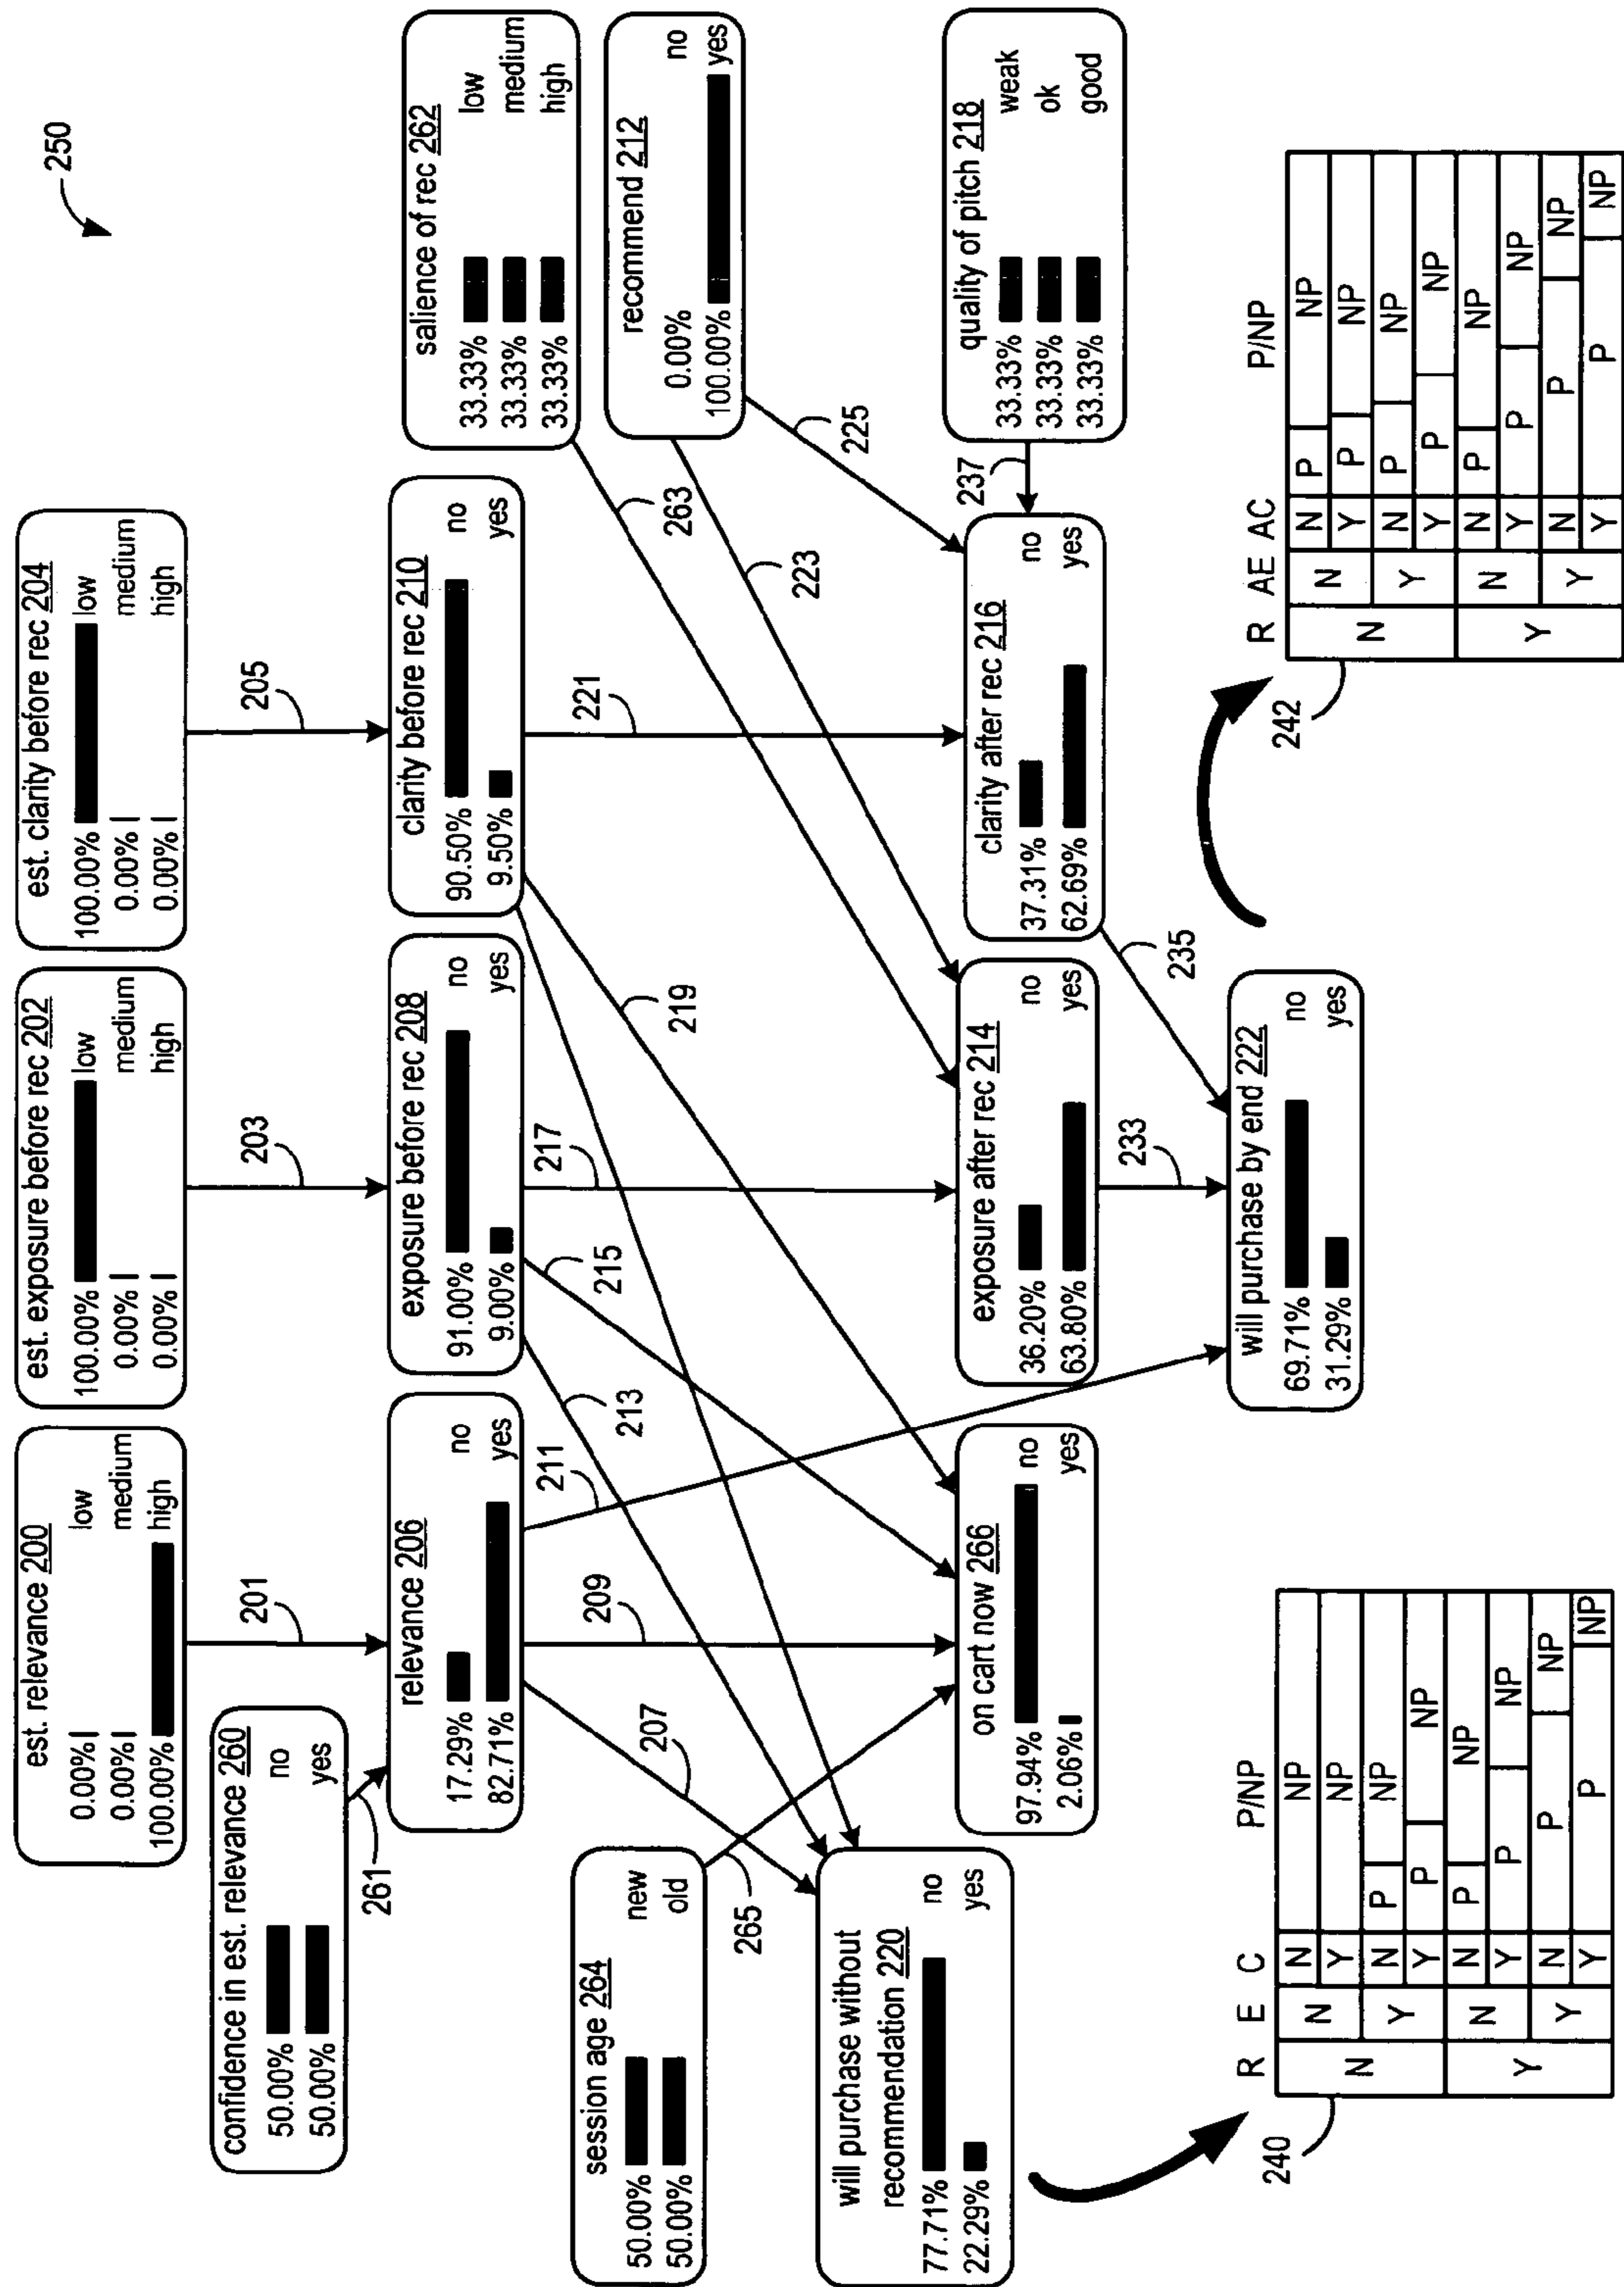 250
est. relevance 200
0.00% low
0.00% medium
100.00% high
est. exposure before rec 202
100.00% low
0.00% medium
0.00% high
est. clarity before rec 204
100.00% low
0.00% medium
0.00% high
confidence in est. relevance 260
50.00% no
50.00% yes
261
201
203
205
relevance 206
17.29% no
82.71% yes
exposure before rec 208
91.00% no
9.00% yes
clarity before rec 210
90.50% no
9.50% yes
salience of rec 262
33.33% low
33.33% medium
33.33% high
session age 264
50.00% new
50.00% old
207
209
211
213
215
217
219
221
263
223
recommend 212
0.00% no
100.00% yes
225
265
will purchase without
recommendation 220
77.71% no
22.29% yes
on cart now 266
97.94% no
2.06% yes
exposure after rec 214
36.20% no
63.80% yes
clarity after rec 216
37.31% no
62.69% yes
237
quality of pitch 218
33.33% weak
33.33% ok
33.33% good
233
235
will purchase by end 222
69.71% no
31.29% yes
240
R E C P/NP
N N N NP
Y NP
Y N P NP
Y P NP
Y N N P NP
Y P NP
Y N P NP
Y P NP
242
R AE AC P/NP
N N N P NP
Y P NP
Y N P NP
Y P NP
Y N N P NP
Y P NP
Y N P NP
Y P NP